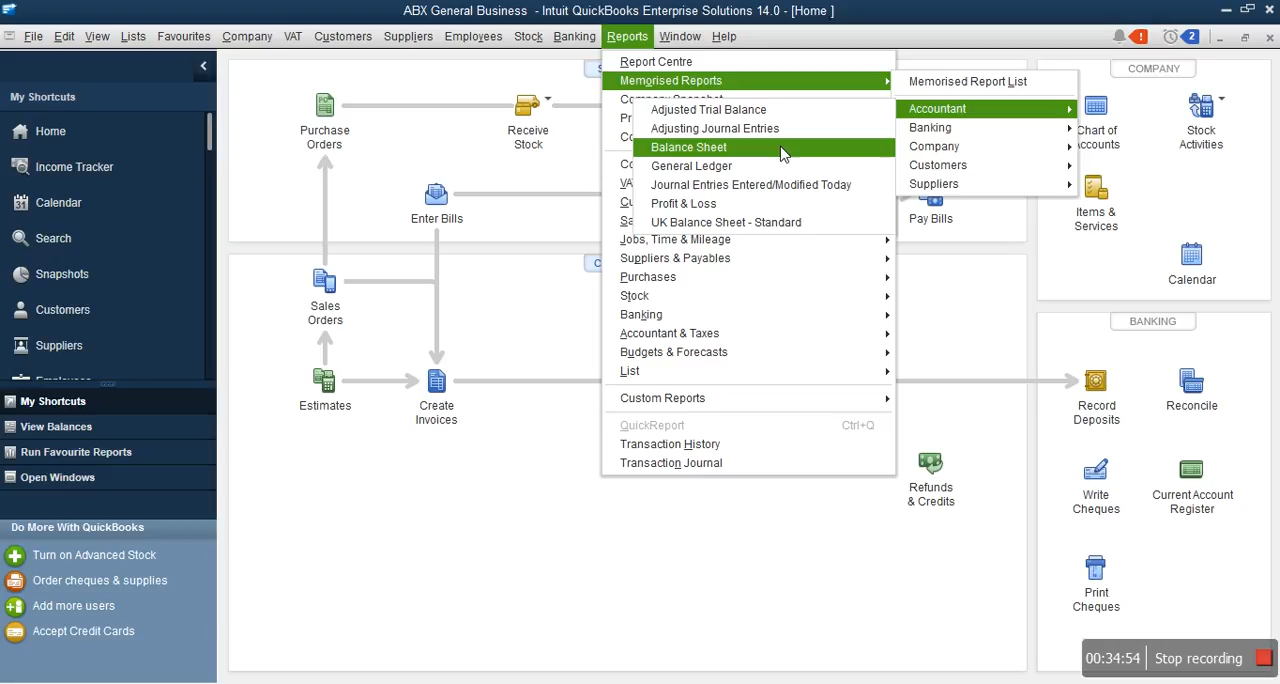 ABX General Business - Intuit QuickBooks Enterprise Solutions 14.0 - [Home ]
File Edit View Lists Favourites Company VAT Customers Suppliers Employees Stock Banking Reports Window Help
! 2
My Shortcuts
Home
Income Tracker
Calendar
Search
Snapshots
Customers
Suppliers
My Shortcuts
View Balances
Run Favourite Reports
Open Windows
Do More With QuickBooks
Turn on Advanced Stock
Order cheques & supplies
Add more users
Accept Credit Cards
Purchase
Orders
Receive
Stock
Enter Bills
Sales
Orders
Estimates
Create
Invoices
Report Centre
Memorised Reports
Adjusted Trial Balance
Adjusting Journal Entries
Balance Sheet
General Ledger
Journal Entries Entered/Modified Today
Profit & Loss
UK Balance Sheet - Standard
Jobs, Time & Mileage
Suppliers & Payables
Purchases
Stock
Banking
Accountant & Taxes
Budgets & Forecasts
List
Custom Reports
QuickReport Ctrl+Q
Transaction History
Transaction Journal
Memorised Report List
Accountant
Banking
Company
Customers
Suppliers
Pay Bills
Refunds
& Credits
COMPANY
Chart of
Accounts
Stock
Activities
Items &
Services
Calendar
BANKING
Record
Deposits
Reconcile
Write
Cheques
Current Account
Register
Print
Cheques
00:34:54 Stop recording